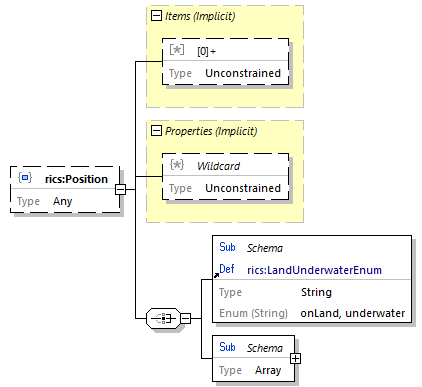 Items (Implicit)
[*] [0]+
Type Unconstrained
Properties (Implicit)
{*} Wildcard
Type Unconstrained
rics:Position
Type Any
Sub Schema
Def rics:LandUnderwaterEnum
Type String
Enum (String) onLand, underwater
Sub Schema
Type Array